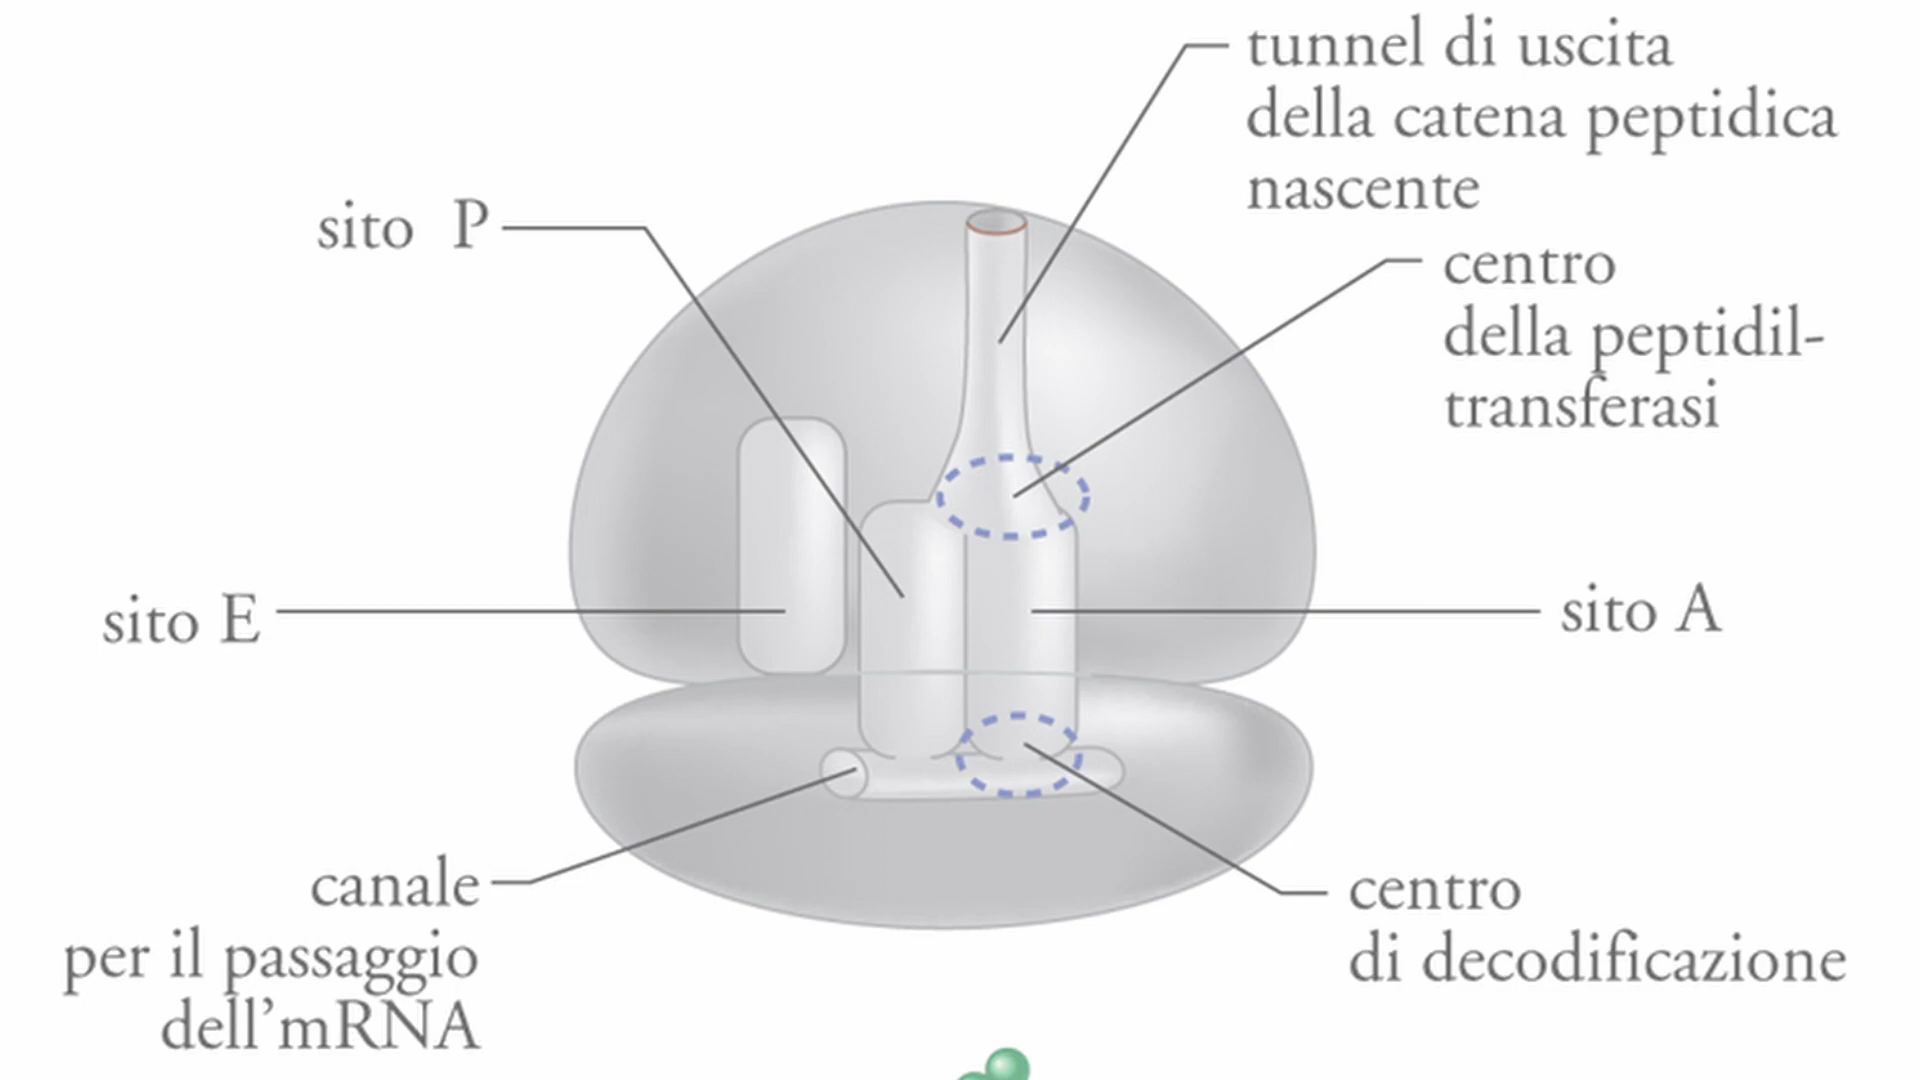 tunnel di uscita
della catena peptidica
nascente
sito P
centro
della peptidil-
transferasi
sito E
sito A
canale
per il passaggio
dell'mRNA
centro
di decodificazione